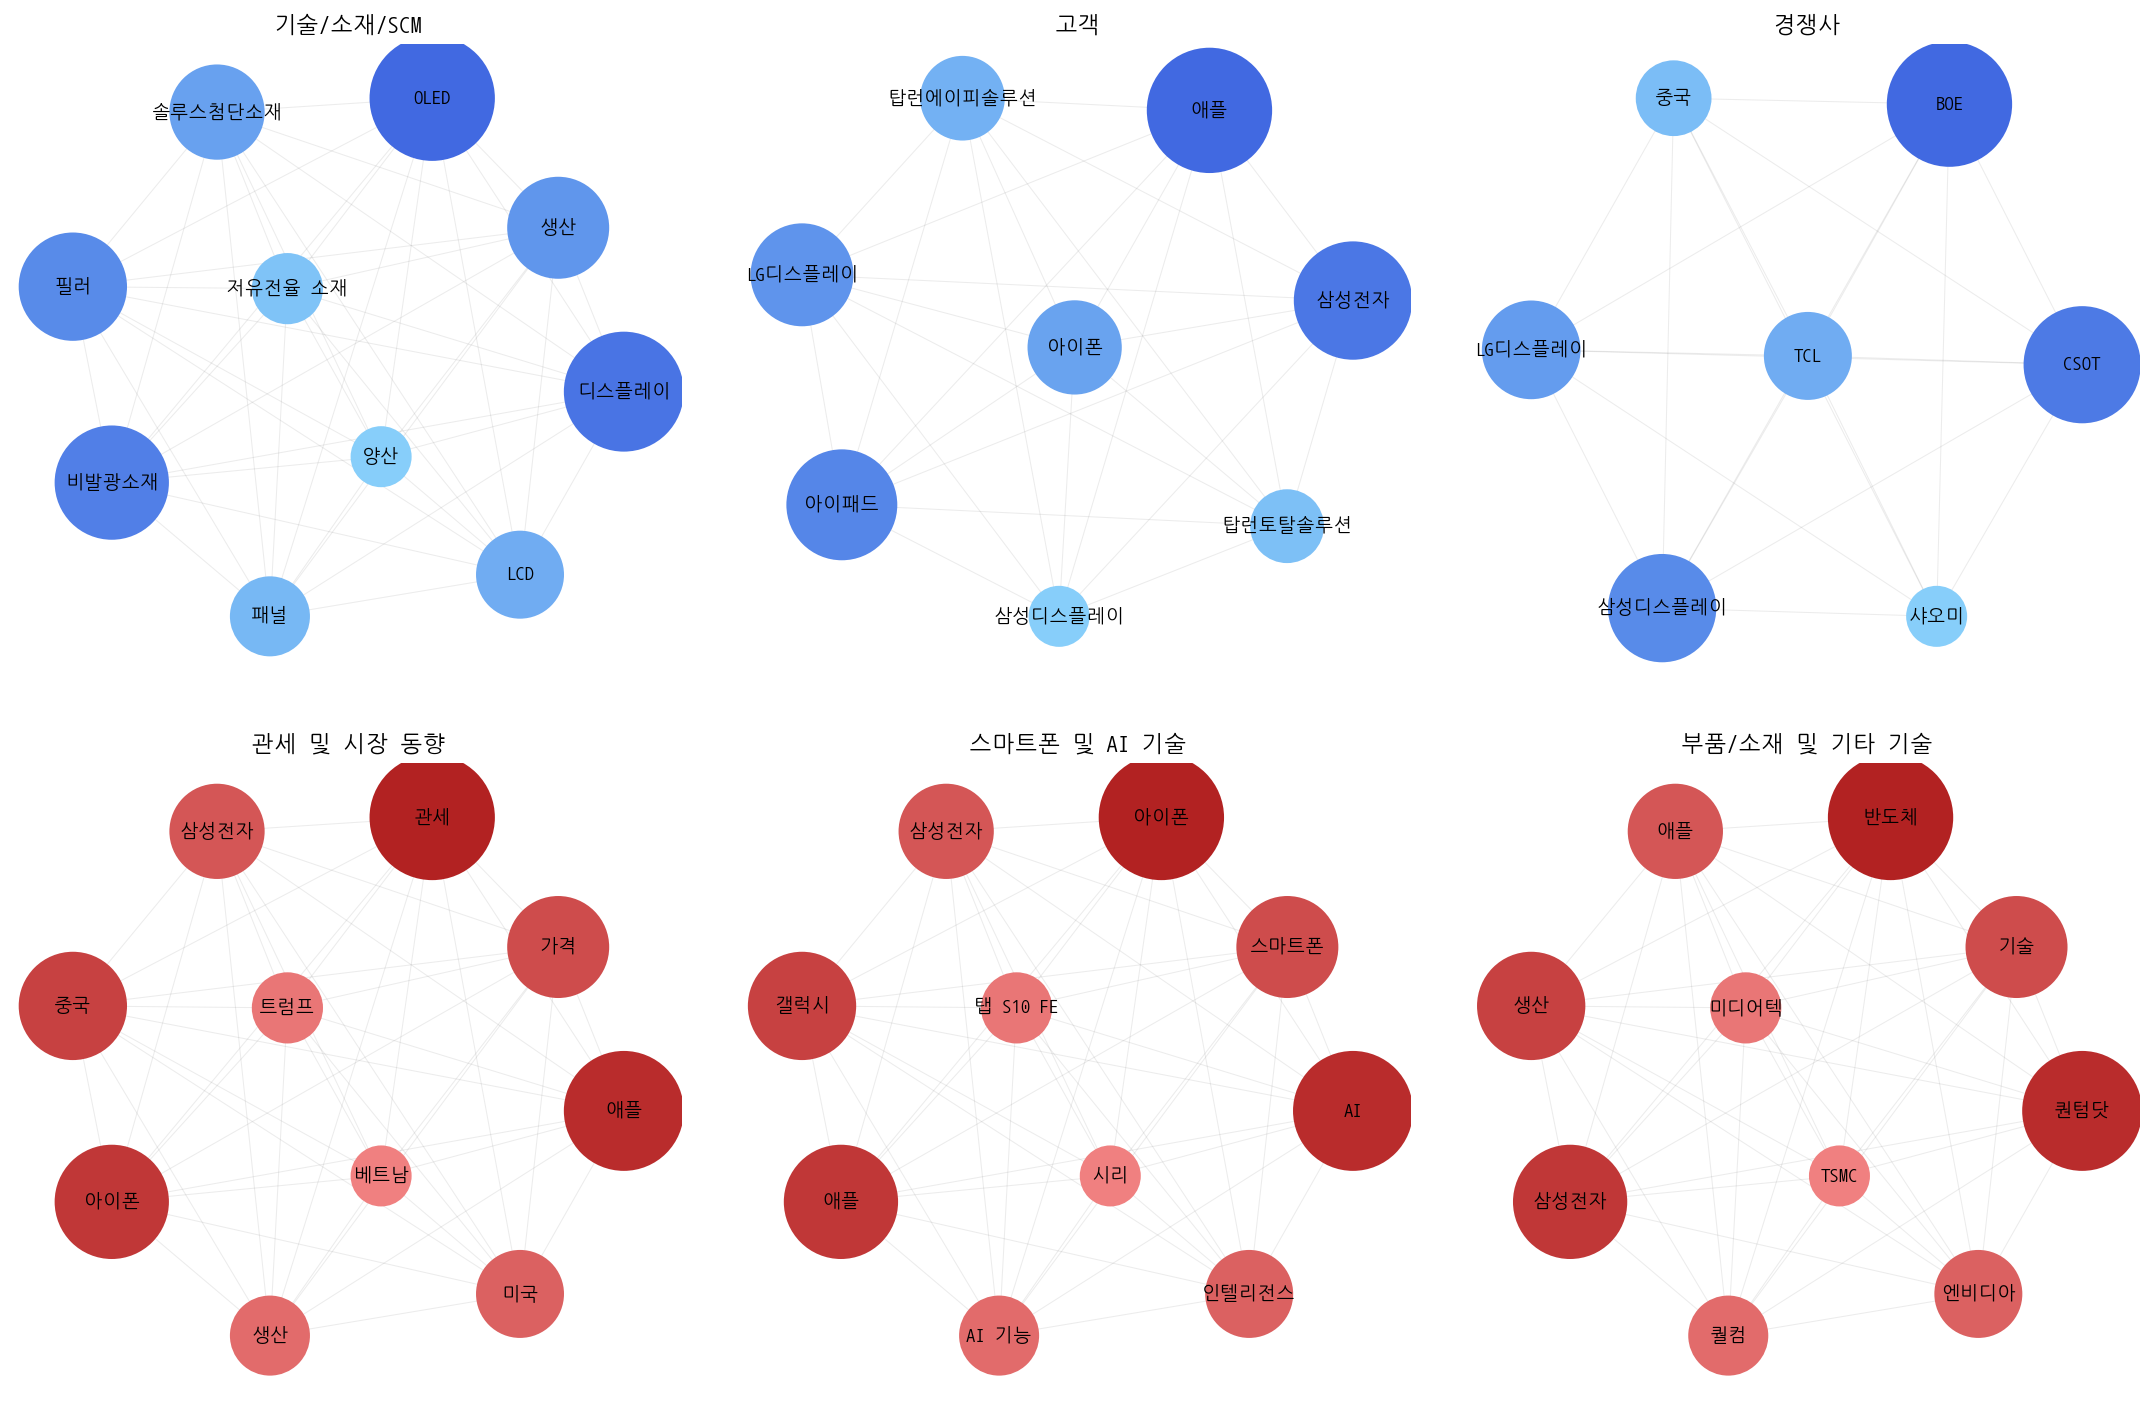 기술/소재/SCM
OLED
솔루스첨단소재
생산
필러
저유전율 소재
디스플레이
양산
비발광소재
LCD
패널
고객
탑런에이피솔루션
애플
LG디스플레이
삼성전자
아이폰
아이패드
탑런토탈솔루션
삼성디스플레이
경쟁사
중국
BOE
LG디스플레이
TCL
CSOT
삼성디스플레이
샤오미
관세 및 시장 동향
관세
삼성전자
가격
중국
트럼프
애플
베트남
아이폰
미국
생산
스마트폰 및 AI 기술
아이폰
삼성전자
스마트폰
갤럭시
탭 S10 FE
AI
시리
애플
인텔리전스
AI 기능
부품/소재 및 기타 기술
반도체
애플
기술
생산
미디어텍
퀀텀닷
TSMC
삼성전자
엔비디아
퀄컴